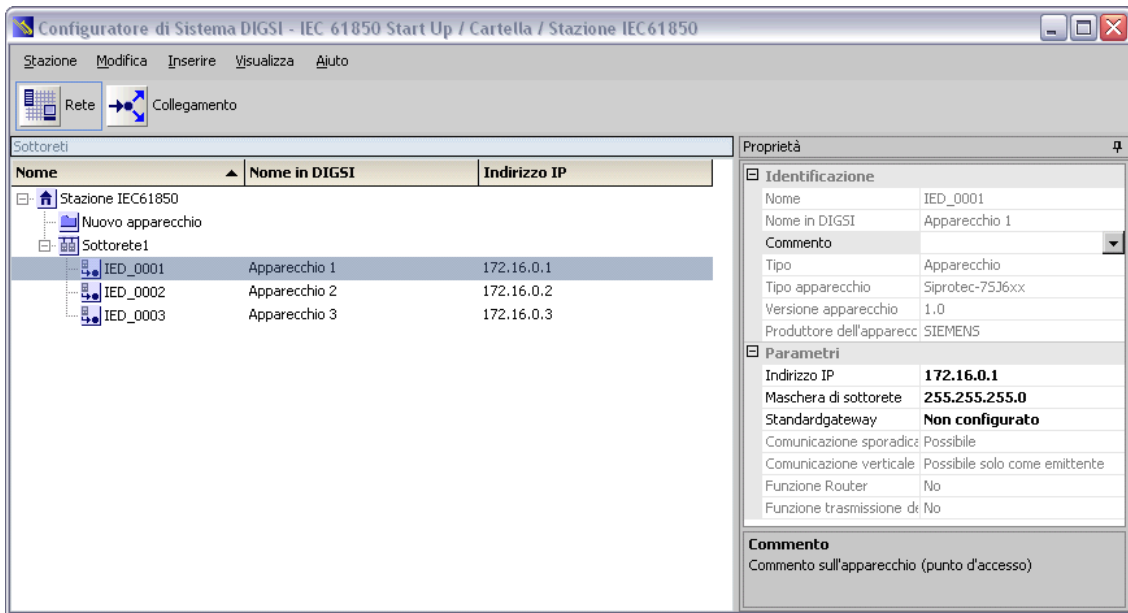 Configuratore di Sistema DIGSI - IEC 61850 Start Up / Cartella / Stazione IEC61850
Stazione Modifica Inserire Visualizza Aiuto
Rete Collegamento
Sottoreti
Nome Nome in DIGSI Indirizzo IP
Stazione IEC61850
Nuovo apparecchio
Sottorete1
IED_0001 Apparecchio 1 172.16.0.1
IED_0002 Apparecchio 2 172.16.0.2
IED_0003 Apparecchio 3 172.16.0.3
Proprietà
Identificazione
Nome IED_0001
Nome in DIGSI Apparecchio 1
Commento
Tipo Apparecchio
Tipo apparecchio Siprotec-7SJ6xx
Versione apparecchio 1.0
Produttore dell'apparecc SIEMENS
Parametri
Indirizzo IP 172.16.0.1
Maschera di sottorete 255.255.255.0
Standardgateway Non configurato
Comunicazione sporadica Possibile
Comunicazione verticale Possibile solo come emittente
Funzione Router No
Funzione trasmissione de No
Commento
Commento sull'apparecchio (punto d'accesso)